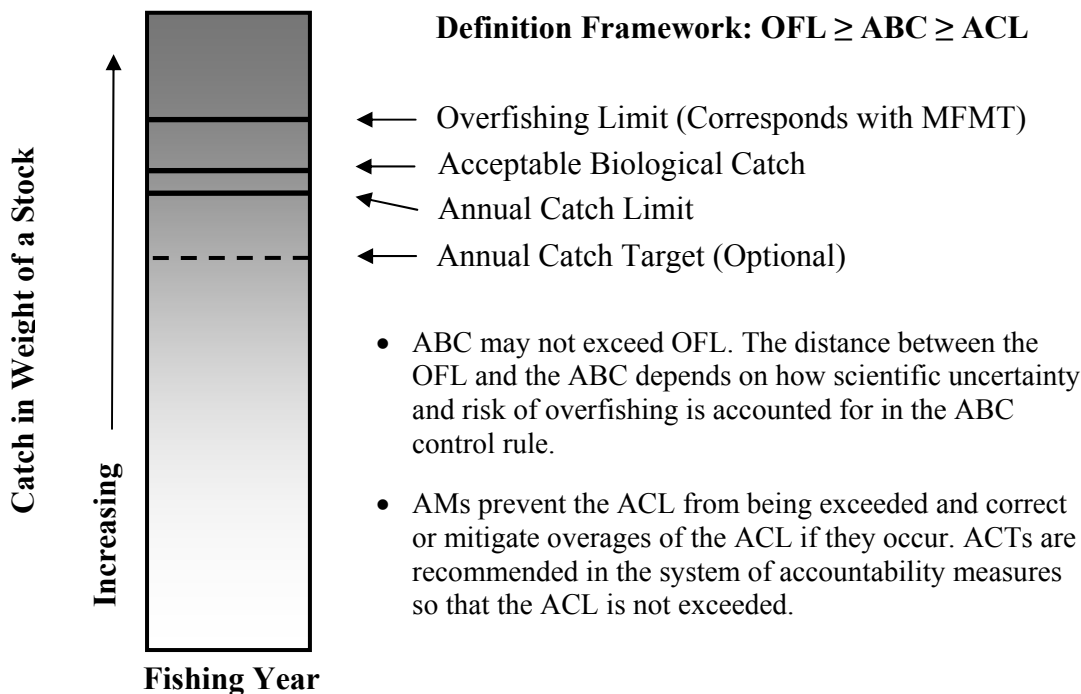 Definition Framework: OFL ≥ ABC ≥ ACL
Overfishing Limit (Corresponds with MFMT)
Acceptable Biological Catch
Annual Catch Limit
Annual Catch Target (Optional)
• ABC may not exceed OFL. The distance between the
OFL and the ABC depends on how scientific uncertainty
and risk of overfishing is accounted for in the ABC
control rule.
• AMs prevent the ACL from being exceeded and correct
or mitigate overages of the ACL if they occur. ACTs are
recommended in the system of accountability measures
so that the ACL is not exceeded.
Catch in Weight of a Stock
Increasing
Fishing Year